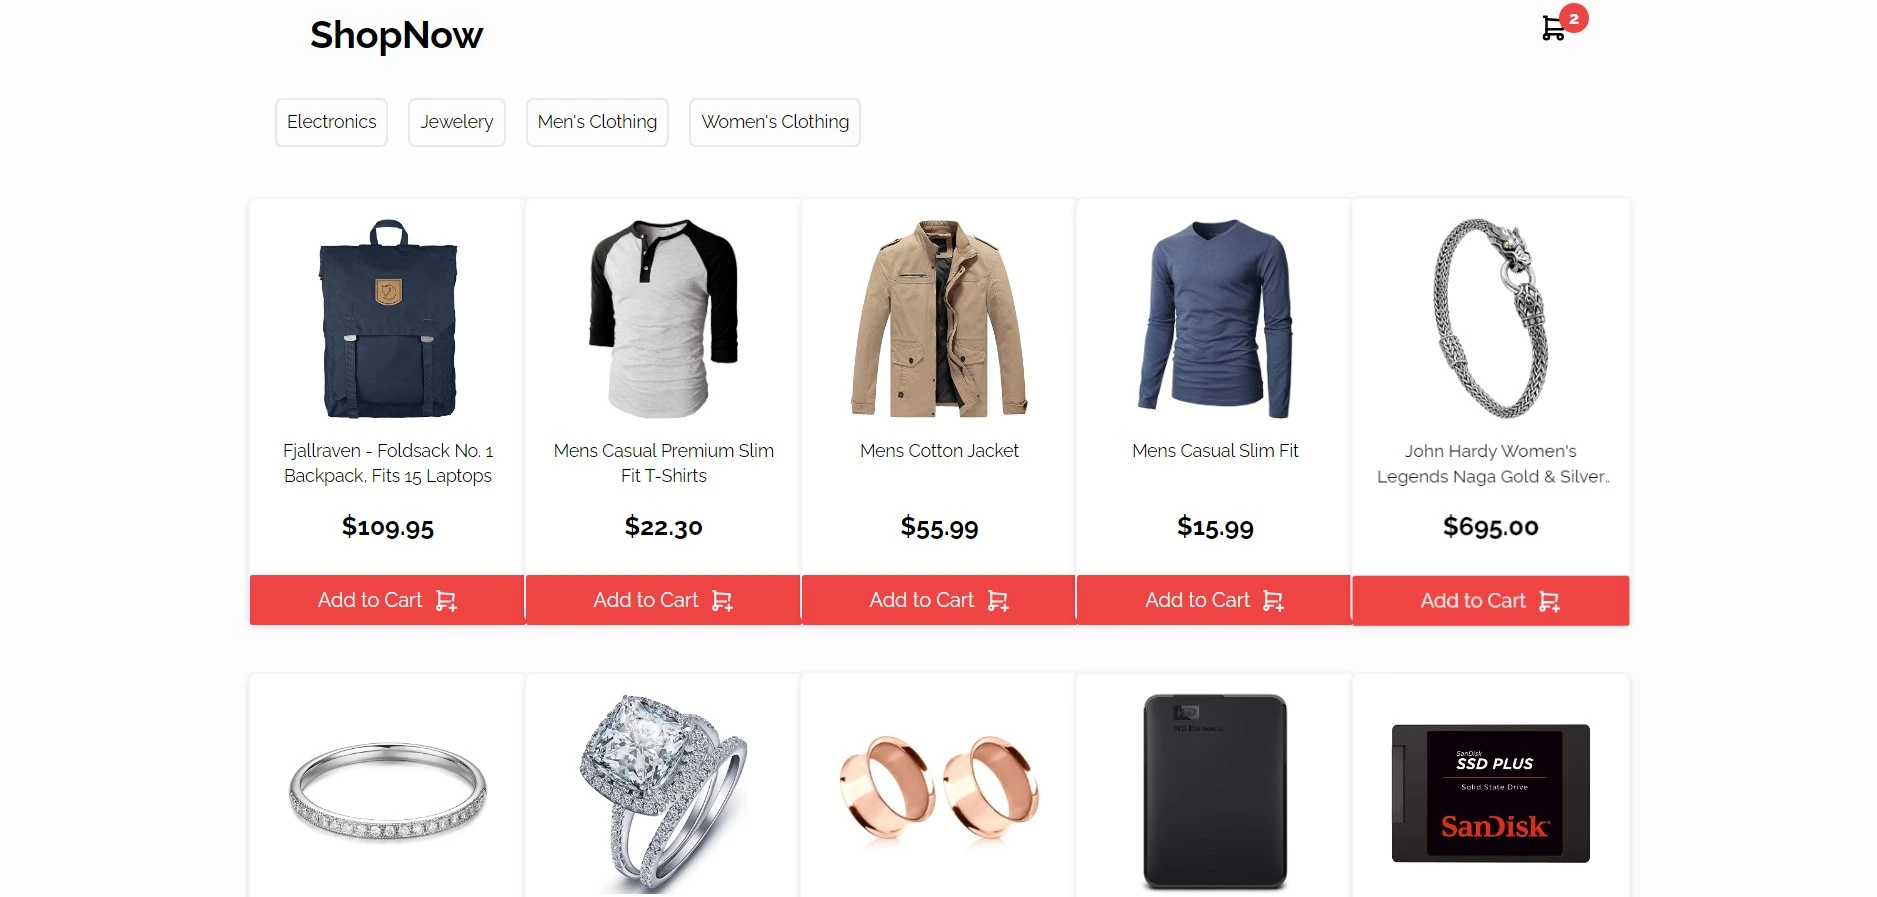 ShopNow
2
Electronics
Jewelery
Men's Clothing
Women's Clothing
Fjallraven - Foldsack No. 1
Backpack, Fits 15 Laptops
$109.95
Add to Cart
Mens Casual Premium Slim
Fit T-Shirts
$22.30
Add to Cart
Mens Cotton Jacket
$55.99
Add to Cart
Mens Casual Slim Fit
$15.99
Add to Cart
John Hardy Women's
Legends Naga Gold & Silver..
$695.00
Add to Cart
WD Elements
SanDisk
SSD PLUS
Solid State Drive
SanDisk